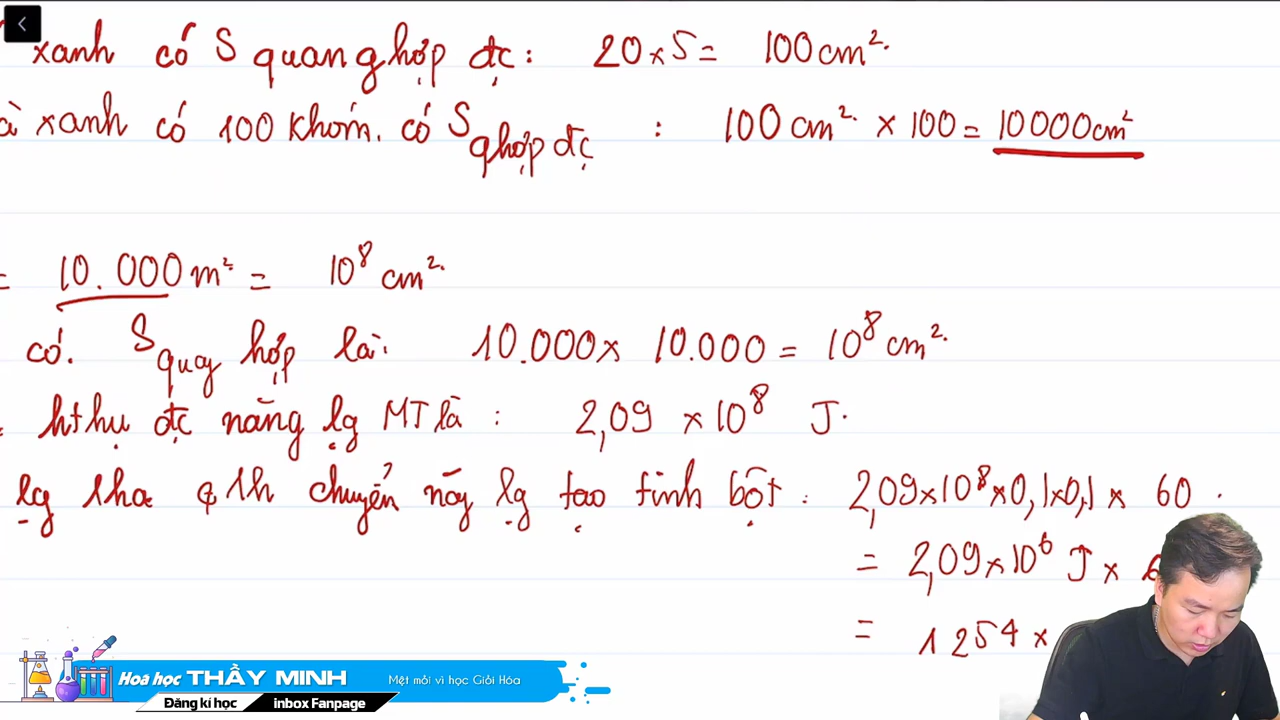 xanh có S quang hợp đc: 20 x 5 = 100 cm².
à xanh có 100 khóm. có S qhợp đc : 100 cm² x 100 = 10000 cm²
= 10.000 m² = 10⁸ cm².
có. S quag hợp là: 10.000 x 10.000 = 10⁸ cm².
hthụ đc năng lg MT là : 2,09 x 10⁸ J.
lg tha q th chuyển năg lg tạo tinh bột : 2,09 x 10⁸ x 0,1 x 0,1 x 60.
= 2,09 x 10⁶ J x
= 1254 x
Hoá học THẦY MINH
Mệt mỏi vì học Giỏi Hóa
Đăng kí học inbox Fanpage